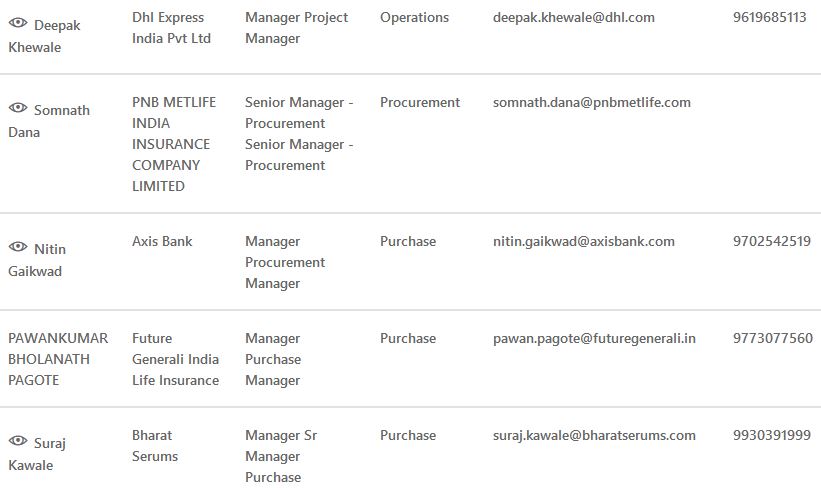 Deepak Khewale
Dhl Express India Pvt Ltd
Manager Project Manager
Operations
deepak.khewale@dhl.com
9619685113
Somnath Dana
PNB METLIFE INDIA INSURANCE COMPANY LIMITED
Senior Manager - Procurement Senior Manager - Procurement
Procurement
somnath.dana@pnbmetlife.com
Nitin Gaikwad
Axis Bank
Manager Procurement Manager
Purchase
nitin.gaikwad@axisbank.com
9702542519
PAWANKUMAR BHOLANATH PAGOTE
Future Generali India Life Insurance
Manager Purchase Manager
Purchase
pawan.pagote@futuregenerali.in
9773077560
Suraj Kawale
Bharat Serums
Manager Sr Manager Purchase
Purchase
suraj.kawale@bharatserums.com
9930391999